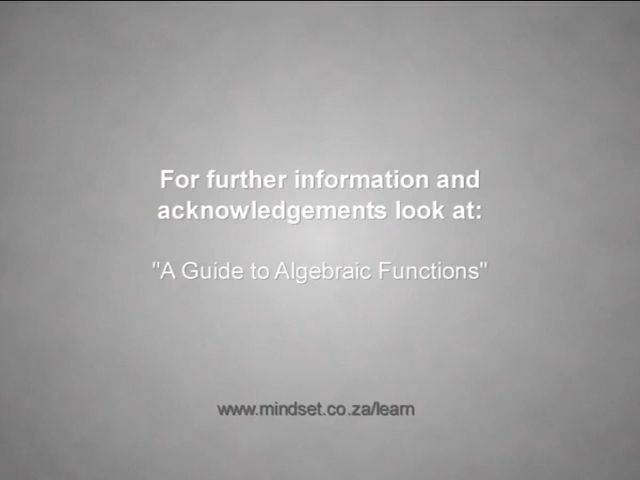 For further information and
acknowledgements look at:
"A Guide to Algebraic Functions"
www.mindset.co.za/learn